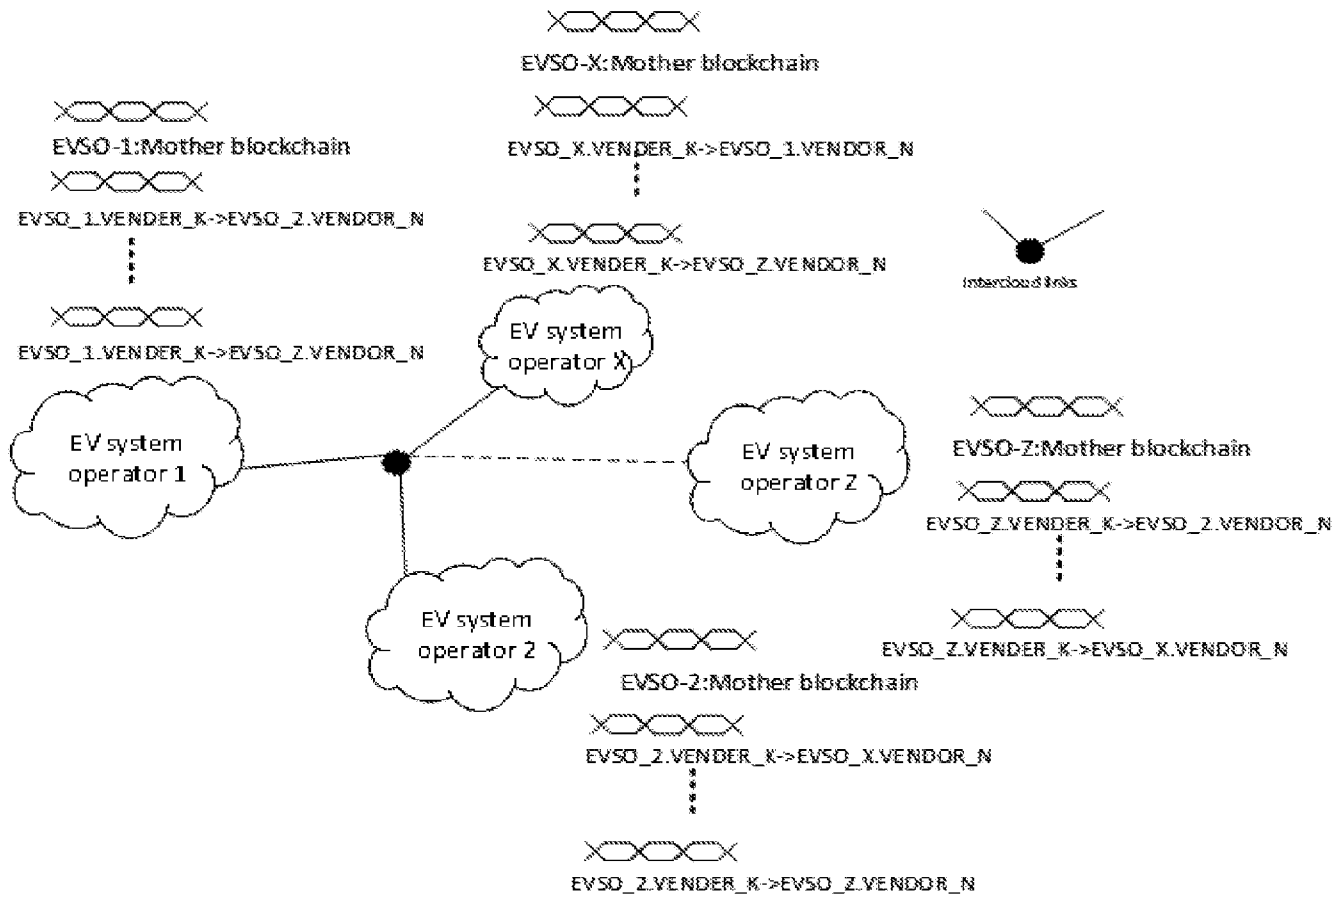 EVSO-X:Mother blockchain
EVSO_X.VENDER_K->EVSO_1.VENDOR_N
EVSO_X.VENDER_K->EVSO_Z.VENDOR_N
EVSO-1:Mother blockchain
EVSO_1.VENDER_K->EVSO_2.VENDOR_N
EVSO_1.VENDER_K->EVSO_Z.VENDOR_N
Intercloud links
EV system
operator X
EV system
operator 1
EV system
operator Z
EVSO-Z:Mother blockchain
EVSO_Z.VENDER_K->EVSO_2.VENDOR_N
EVSO_Z.VENDER_K->EVSO_X.VENDOR_N
EV system
operator 2
EVSO-2:Mother blockchain
EVSO_2.VENDER_K->EVSO_X.VENDOR_N
EVSO_2.VENDER_K->EVSO_Z.VENDOR_N